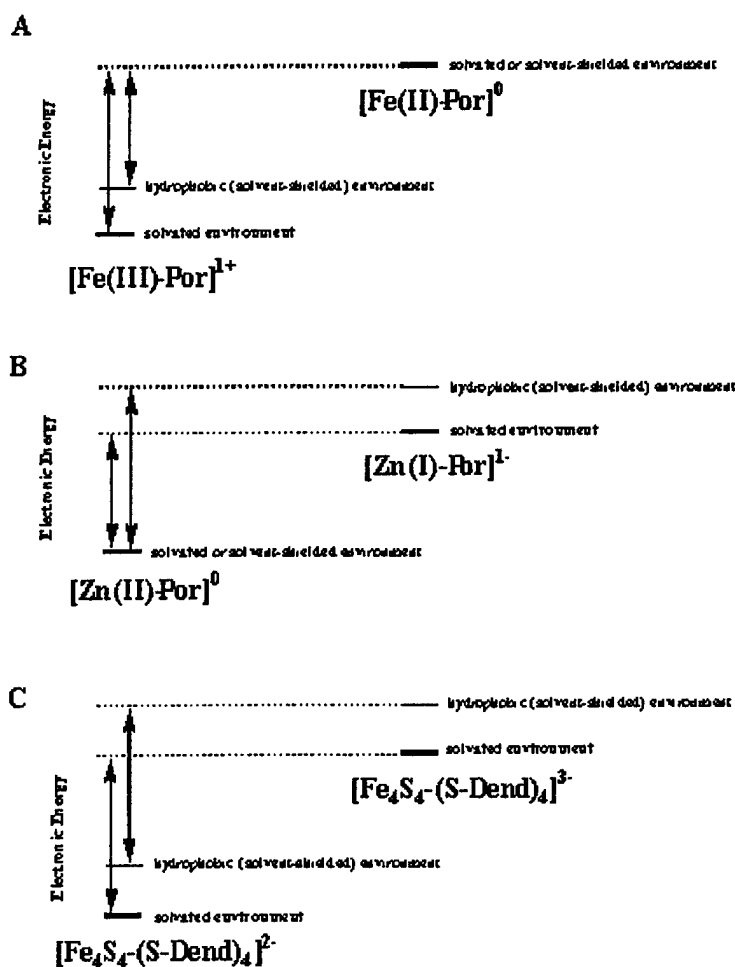 A
Electronic Energy
solvated or solvent-shielded environment
[Fe(II)-Por]⁰
hydrophobic (solvent-shielded) environment
solvated environment
[Fe(III)-Por]¹⁺
B
Electronic Energy
hydrophobic (solvent-shielded) environment
solvated environment
[Zn(I)-Por]¹⁻
solvated or solvent-shielded environment
[Zn(II)-Por]⁰
C
Electronic Energy
hydrophobic (solvent-shielded) environment
solvated environment
[Fe₄S₄-(S-Dend)₄]³⁻
hydrophobic (solvent-shielded) environment
solvated environment
[Fe₄S₄-(S-Dend)₄]²⁻